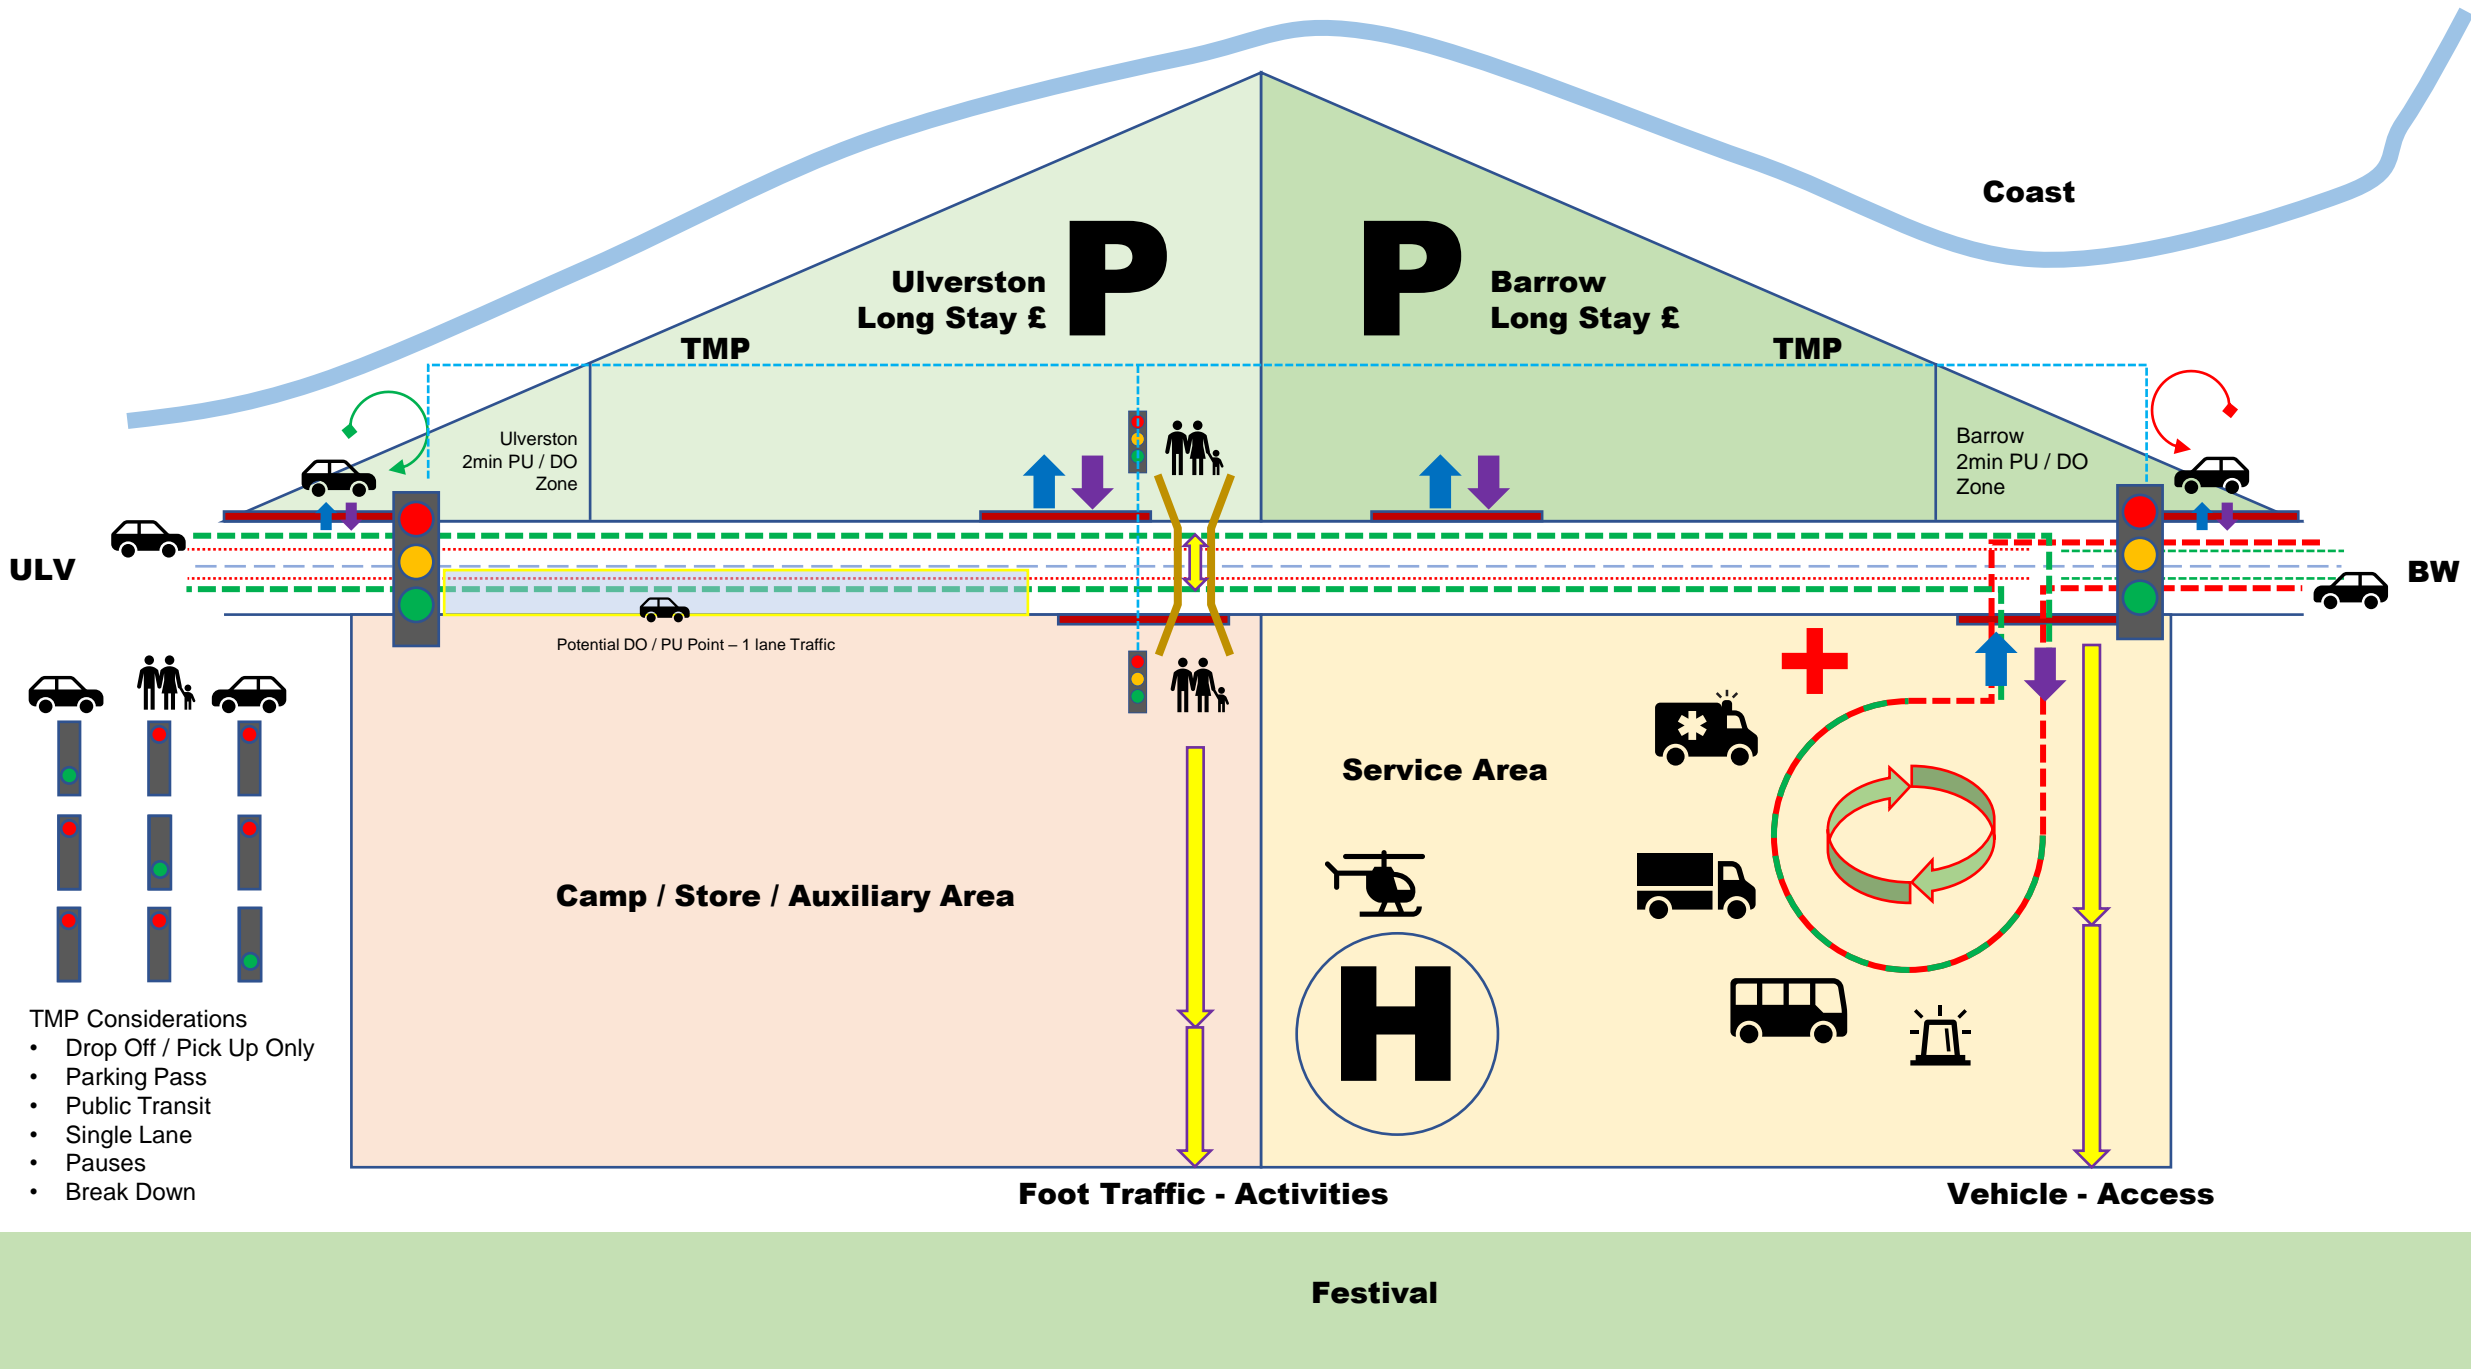 Coast
P
P
Ulverston
Long Stay £
Barrow
Long Stay £
TMP
TMP
Ulverston
2min PU / DO
Zone
Barrow
2min PU / DO
Zone
ULV
BW
Potential DO / PU Point – 1 lane Traffic
Service Area
Camp / Store / Auxiliary Area
H
TMP Considerations
• Drop Off / Pick Up Only
• Parking Pass
• Public Transit
• Single Lane
• Pauses
• Break Down
Foot Traffic - Activities
Vehicle - Access
Festival